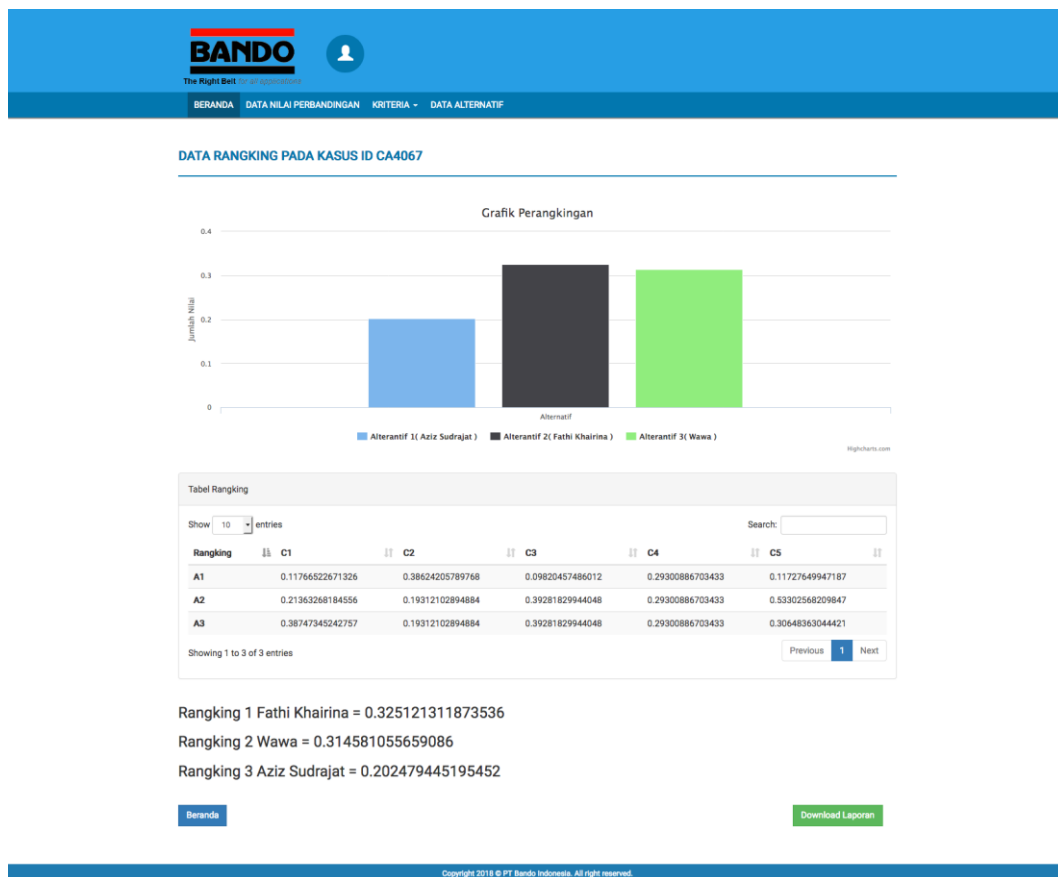 BANDO
The Right Belt for all applications
BERANDA DATA NILAI PERBANDINGAN KRITERIA DATA ALTERNATIF
DATA RANGKING PADA KASUS ID CA4067
Grafik Perangkingan
0.4
0.3
0.2
0.1
0
Jumlah Nilai
Alternatif
Alterantif 1( Aziz Sudrajat ) Alterantif 2( Fathi Khairina ) Alterantif 3( Wawa )
Highcharts.com
Tabel Rangking
Show 10 entries Search:
Rangking C1 C2 C3 C4 C5
A1 0.11766522671326 0.38624205789768 0.09820457486012 0.29300886703433 0.11727649947187
A2 0.21363268184556 0.19312102894884 0.39281829944048 0.29300886703433 0.53302568209847
A3 0.38747345242757 0.19312102894884 0.39281829944048 0.29300886703433 0.30648363044421
Showing 1 to 3 of 3 entries Previous 1 Next
Rangking 1 Fathi Khairina = 0.325121311873536
Rangking 2 Wawa = 0.314581055659086
Rangking 3 Aziz Sudrajat = 0.202479445195452
Beranda Download Laporan
Copyright 2018 © PT Bando Indonesia. All right reserved.